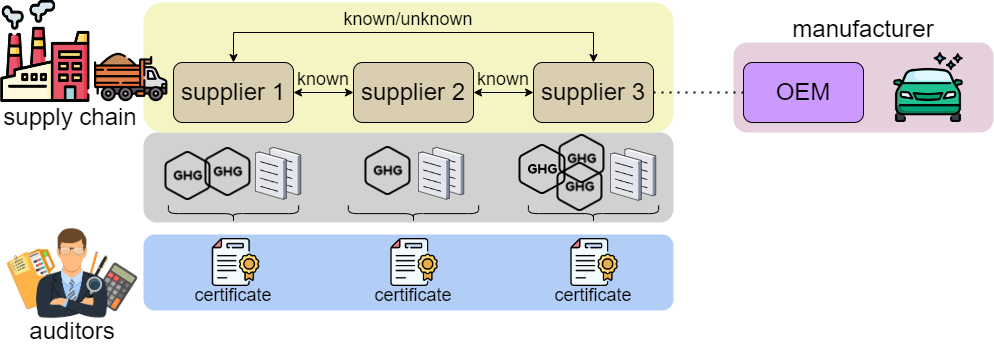 known/unknown
manufacturer
supplier 1
known
supplier 2
known
supplier 3
OEM
supply chain
GHG
GHG
GHG
GHG
GHG
GHG
certificate
certificate
certificate
auditors